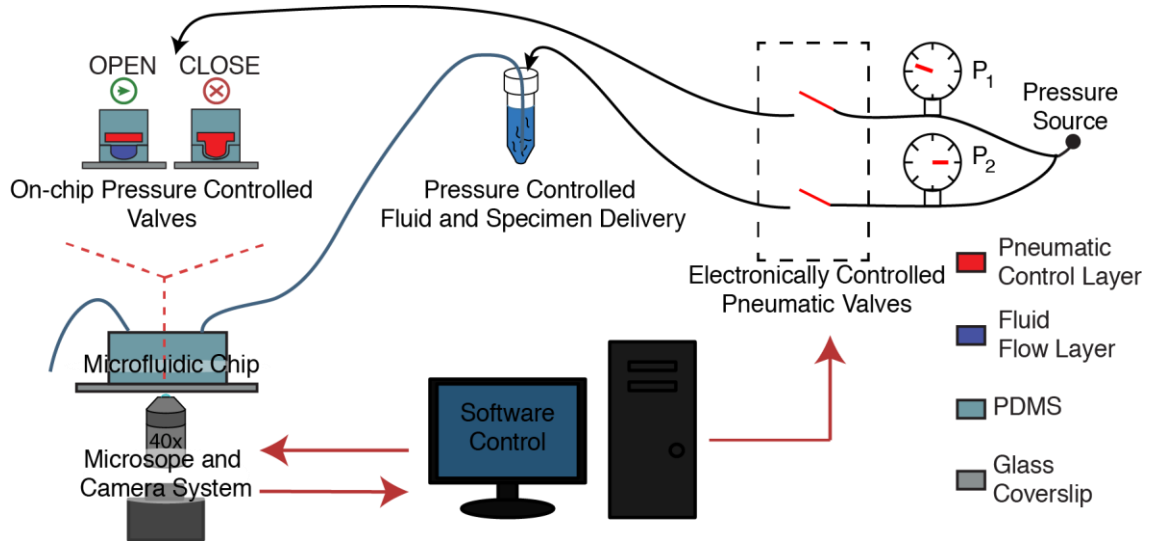 OPEN CLOSE
On-chip Pressure Controlled
Valves
Pressure Controlled
Fluid and Specimen Delivery
P1
P2
Pressure
Source
Electronically Controlled
Pneumatic Valves
Pneumatic
Control Layer
Fluid
Flow Layer
PDMS
Glass
Coverslip
Microfluidic Chip
40x
Microsope and
Camera System
Software
Control